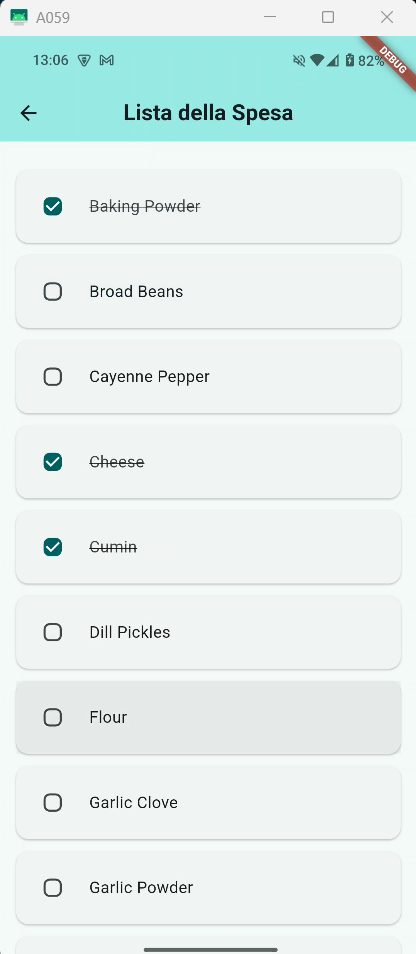 A059
13:06
82%
DEBUG
Lista della Spesa
Baking Powder
Broad Beans
Cayenne Pepper
Cheese
Cumin
Dill Pickles
Flour
Garlic Clove
Garlic Powder